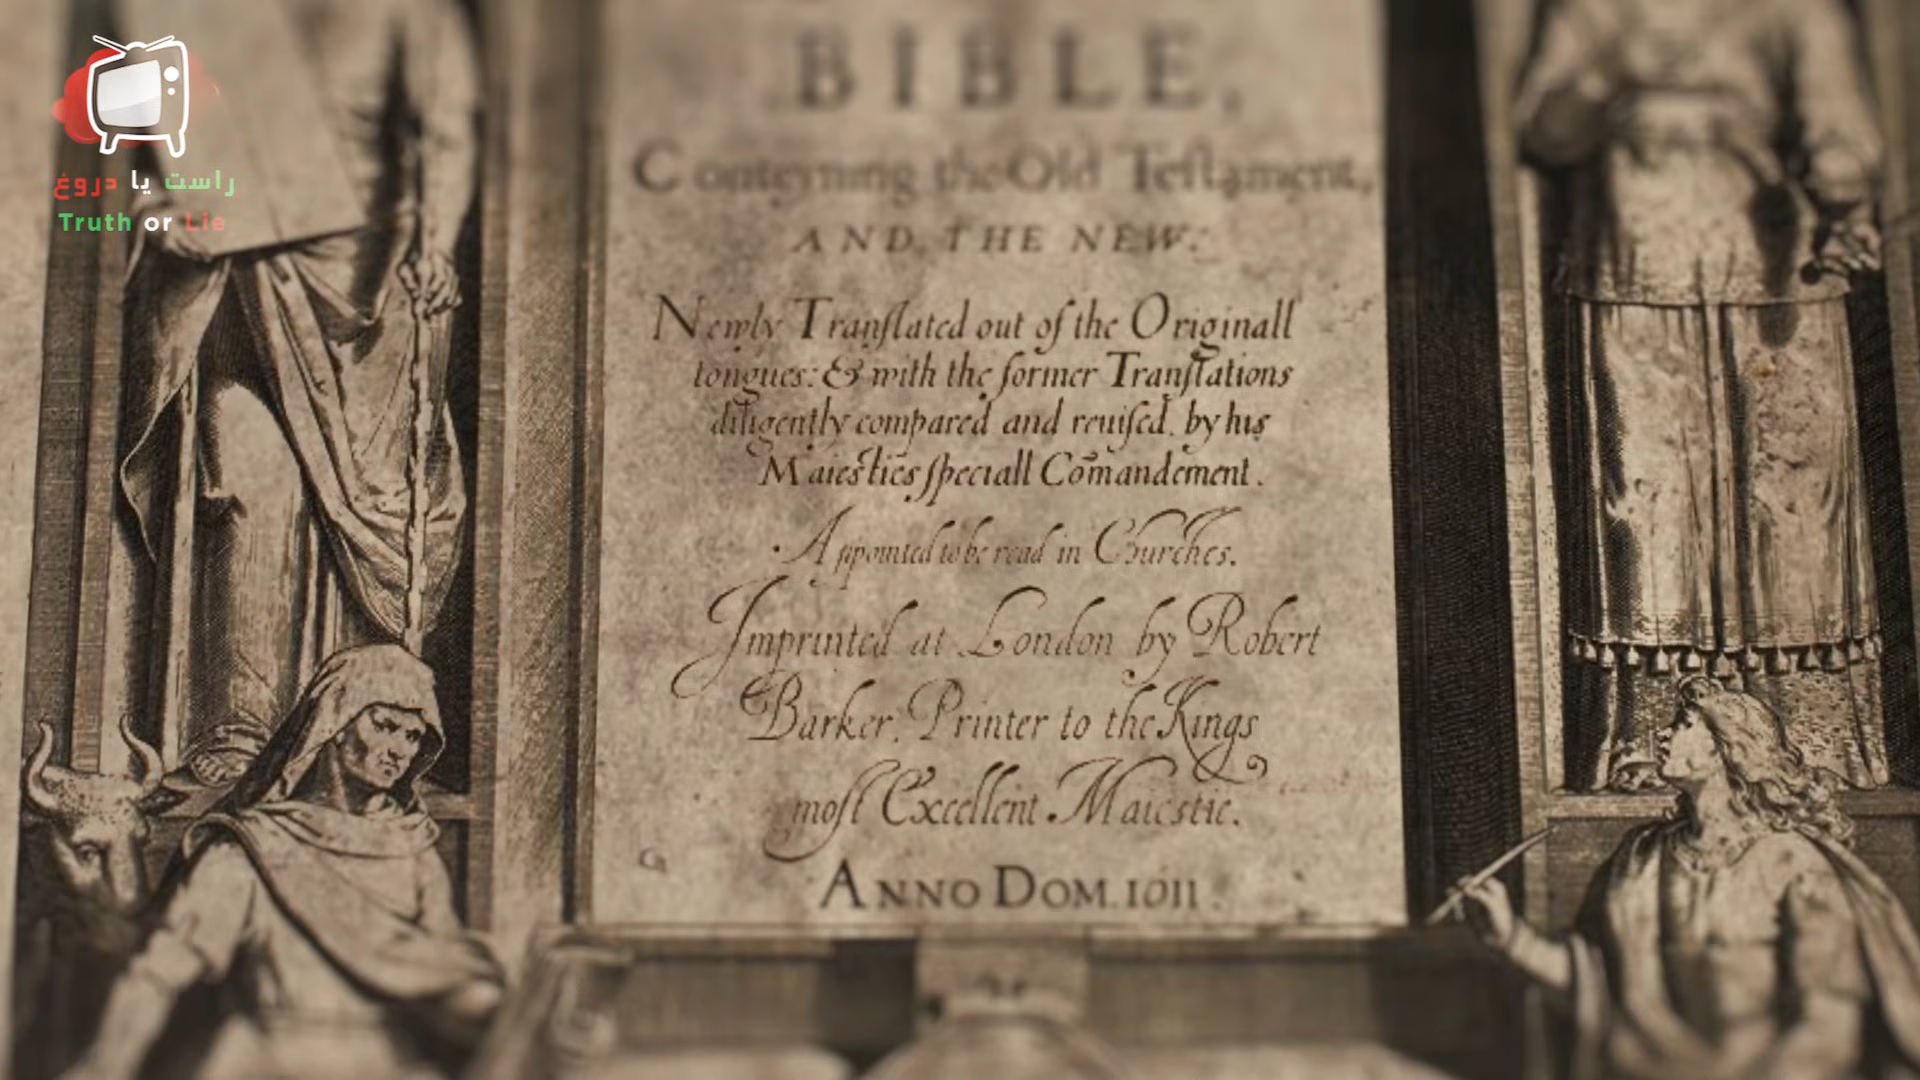 راست یا دروغ
Truth or Lie
BIBLE,
Conteyning the Old Teſtament,
AND THE NEW:
Newly Tranſlated out of the Originall
tongues: & with the former Tranſlations
diligently compared and reuiſed, by his
Maieſties ſpeciall Comandement.
Appointed to be read in Churches.
Imprinted at London by Robert
Barker, Printer to the Kings
moſt Excellent Maieſtie.
ANNO DOM. 1611.